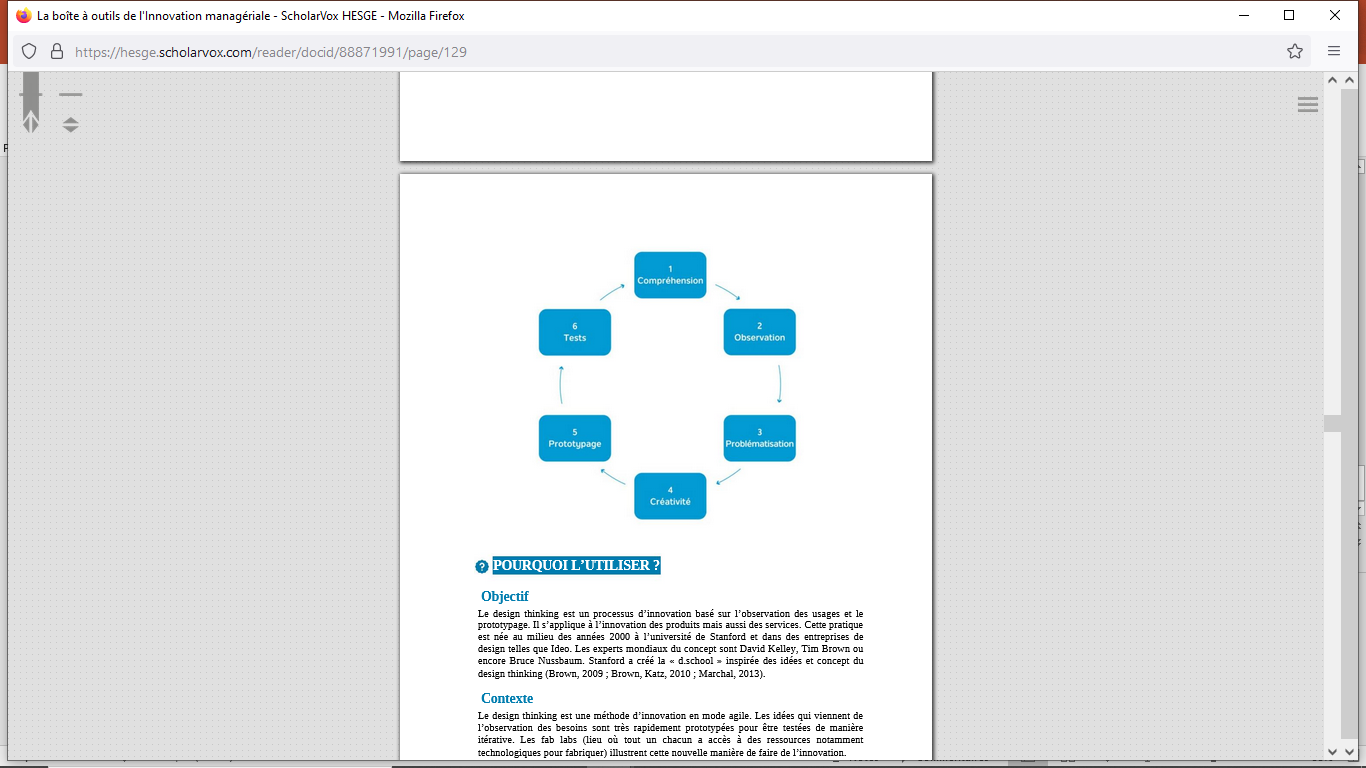 La boîte à outils de l'Innovation managériale - ScholarVox HESGE - Mozilla Firefox
https://hesge.scholarvox.com/reader/docid/88871991/page/129
1
Compréhension
6
Tests
2
Observation
5
Prototypage
3
Problématisation
4
Créativité
? POURQUOI L’UTILISER ?
Objectif
Le design thinking est un processus d’innovation basé sur l’observation des usages et le
prototypage. Il s’applique à l’innovation des produits mais aussi des services. Cette pratique
est née au milieu des années 2000 à l’université de Stanford et dans des entreprises de
design telles que Ideo. Les experts mondiaux du concept sont David Kelley, Tim Brown ou
encore Bruce Nussbaum. Stanford a créé la « d.school » inspirée des idées et concept du
design thinking (Brown, 2009 ; Brown, Katz, 2010 ; Marchal, 2013).
Contexte
Le design thinking est une méthode d’innovation en mode agile. Les idées qui viennent de
l’observation des besoins sont très rapidement prototypées pour être testées de manière
itérative. Les fab labs (lieu où tout un chacun a accès à des ressources notamment
technologiques pour fabriquer) illustrent cette nouvelle manière de faire de l’innovation.